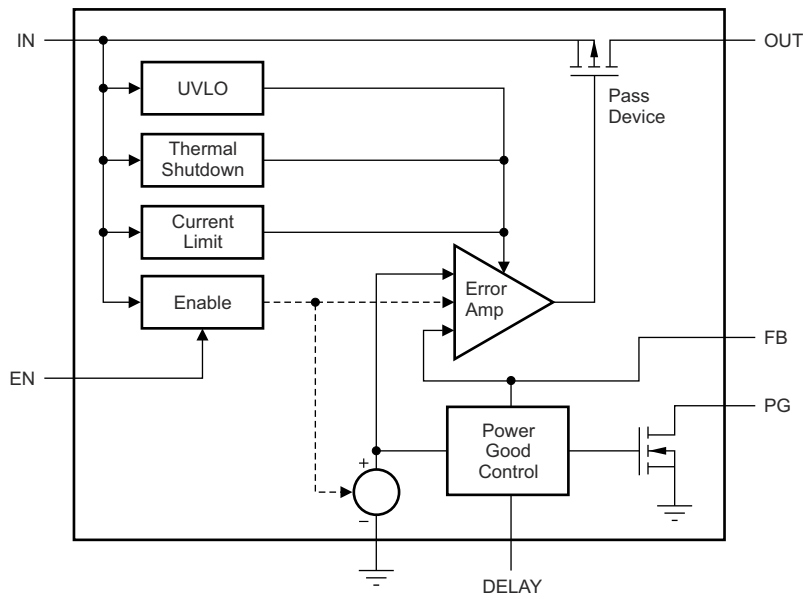 IN
OUT
UVLO
Pass
Device
Thermal
Shutdown
Current
Limit
Error
Amp
Enable
FB
EN
PG
Power
Good
Control
+
–
DELAY